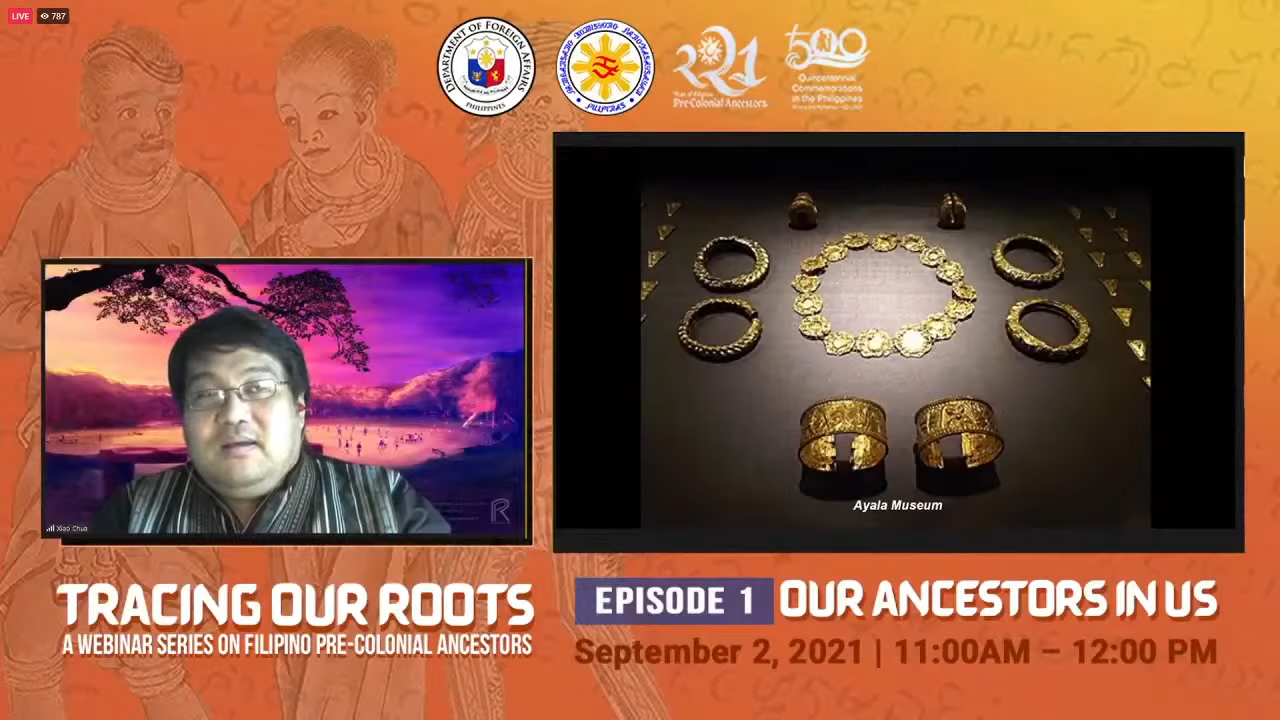 LIVE 787
DEPARTMENT OF FOREIGN AFFAIRS
PHILIPPINES
PILIPINAS
2021
Year of Filipino
Pre-Colonial Ancestors
500
Quincentennial
Commemorations
in the Philippines
Xiao Chua
Ayala Museum
TRACING OUR ROOTS
A WEBINAR SERIES ON FILIPINO PRE-COLONIAL ANCESTORS
EPISODE 1 OUR ANCESTORS IN US
September 2, 2021 | 11:00AM – 12:00 PM